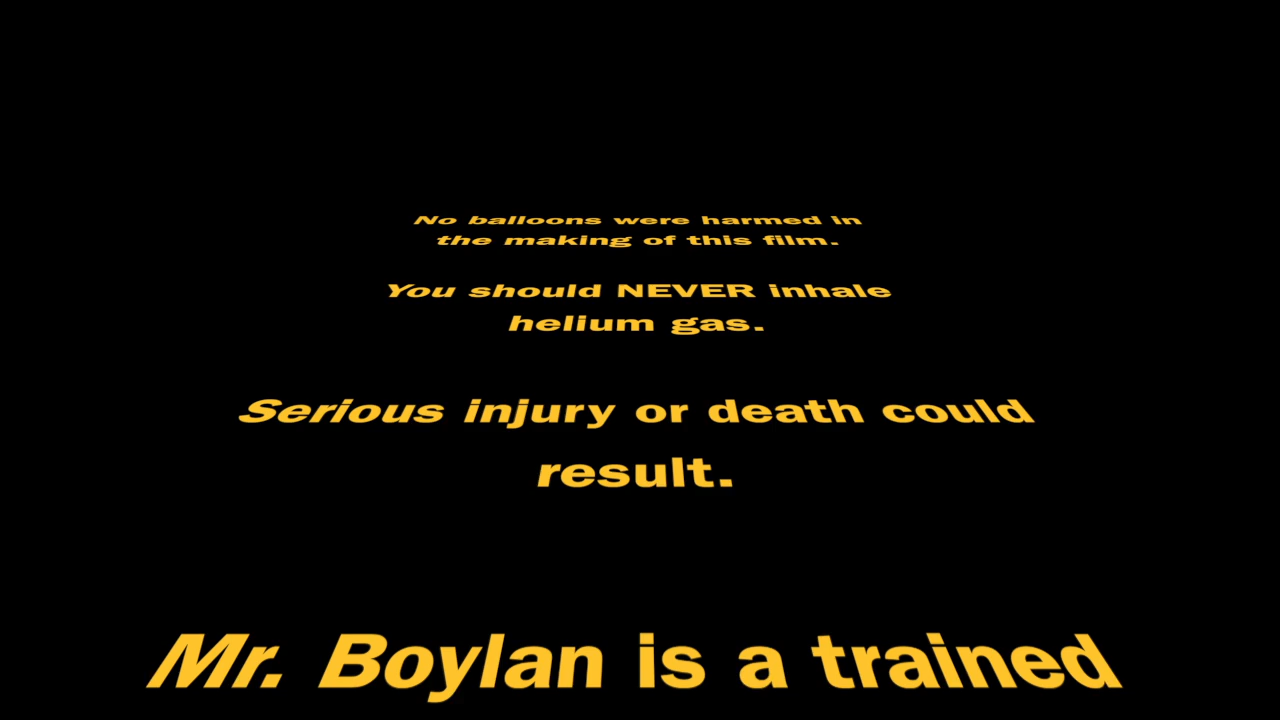 No balloons were harmed in
the making of this film.
You should NEVER inhale
helium gas.
Serious injury or death could
result.
Mr. Boylan is a trained